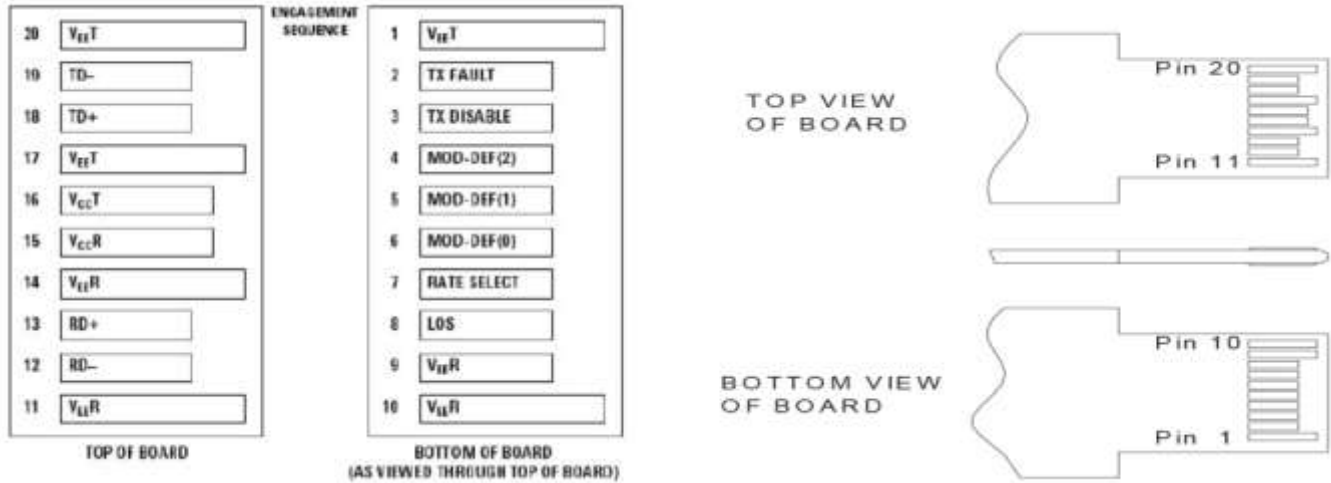 ENGAGEMENT
SEQUENCE
20 VEET
19 TD–
18 TD+
17 VEET
16 VCCT
15 VCCR
14 VEER
13 RD+
12 RD–
11 VEER
TOP OF BOARD
1 VEET
2 TX FAULT
3 TX DISABLE
4 MOD-DEF(2)
5 MOD-DEF(1)
6 MOD-DEF(0)
7 RATE SELECT
8 LOS
9 VEER
10 VEER
BOTTOM OF BOARD
(AS VIEWED THROUGH TOP OF BOARD)
TOP VIEW
OF BOARD
Pin 20
Pin 11
BOTTOM VIEW
OF BOARD
Pin 10
Pin 1